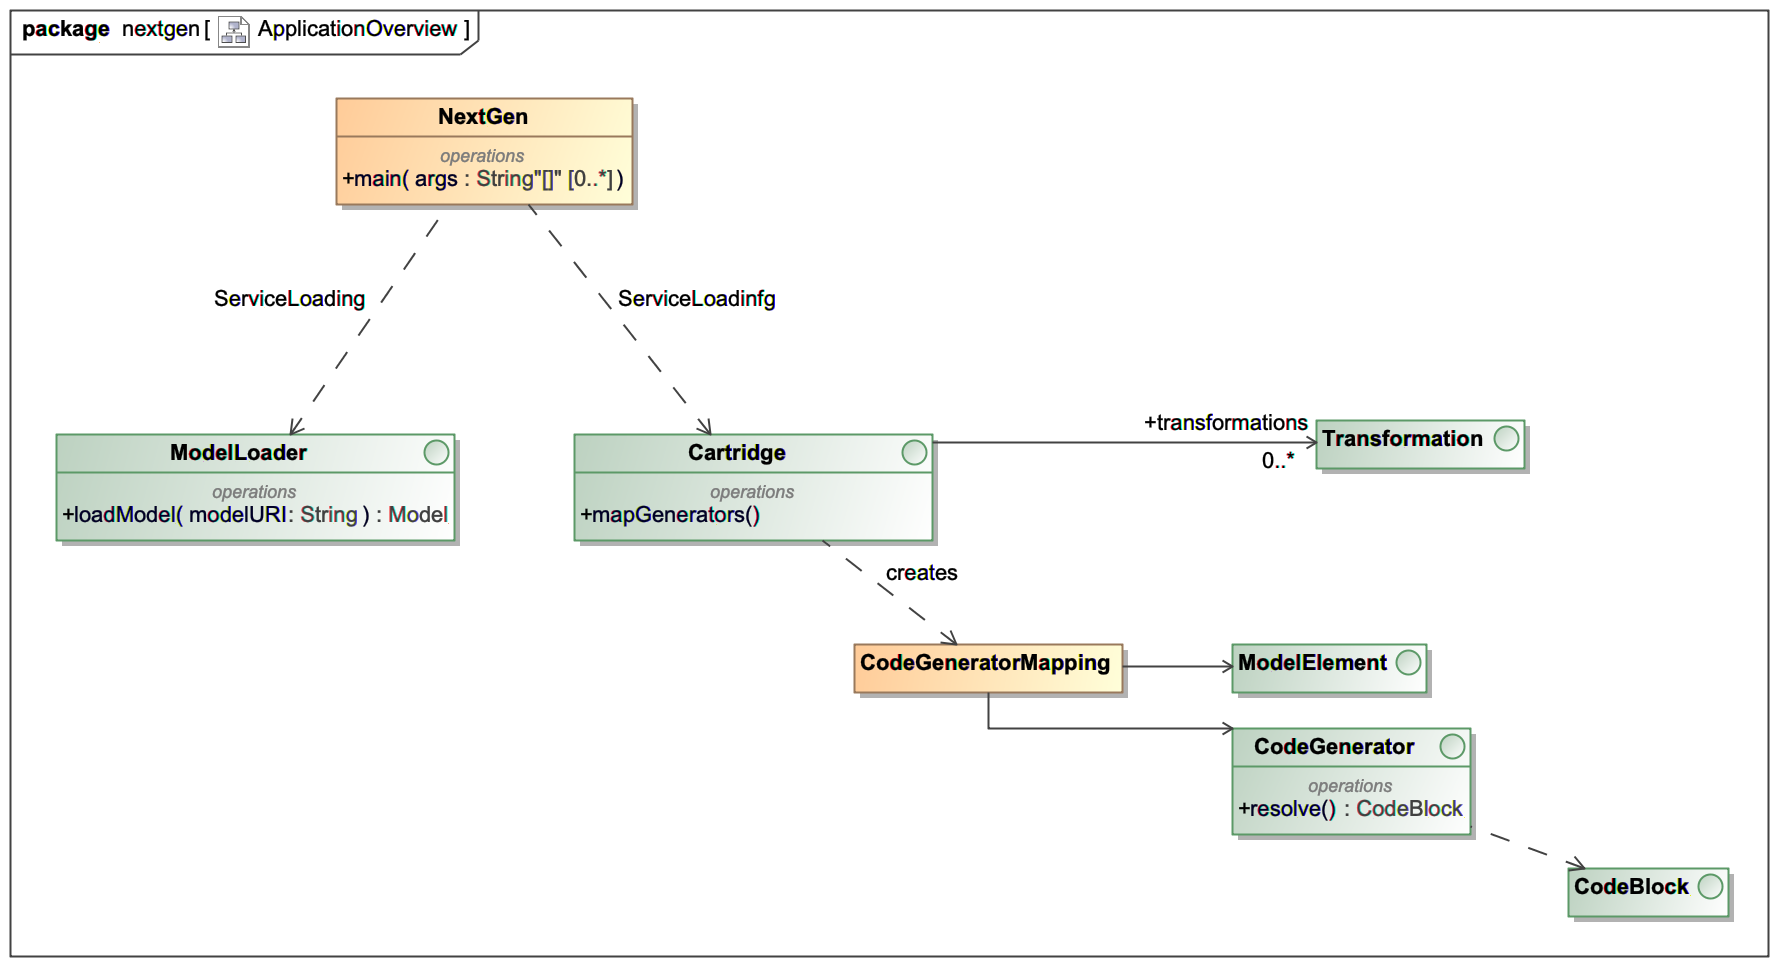 package nextgen [ ApplicationOverview ]
NextGen
operations
+main( args : String"[]" [0..*] )
ServiceLoading
ServiceLoadinfg
ModelLoader
operations
+loadModel( modelURI : String ) : Model
Cartridge
operations
+mapGenerators()
+transformations
0..*
Transformation
creates
CodeGeneratorMapping
ModelElement
CodeGenerator
operations
+resolve() : CodeBlock
CodeBlock